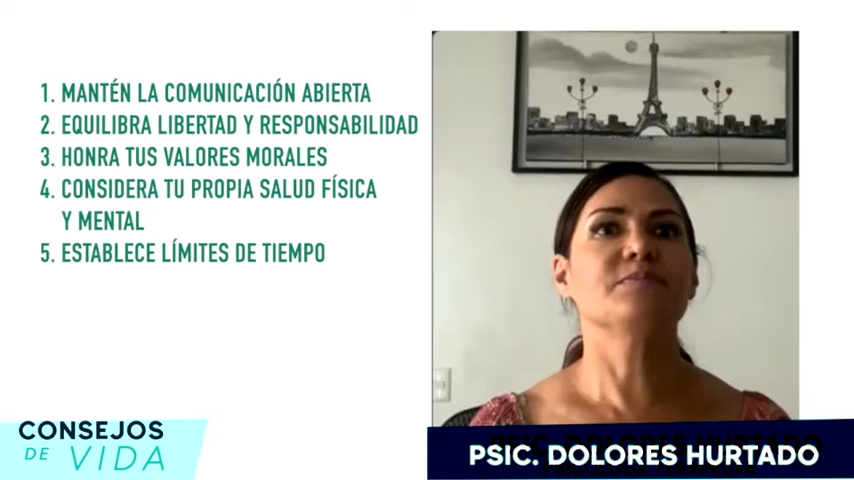 1. MANTÉN LA COMUNICACIÓN ABIERTA
2. EQUILIBRA LIBERTAD Y RESPONSABILIDAD
3. HONRA TUS VALORES MORALES
4. CONSIDERA TU PROPIA SALUD FÍSICA
Y MENTAL
5. ESTABLECE LÍMITES DE TIEMPO
CONSEJOS
DE VIDA
PSIC. DOLORES HURTADO